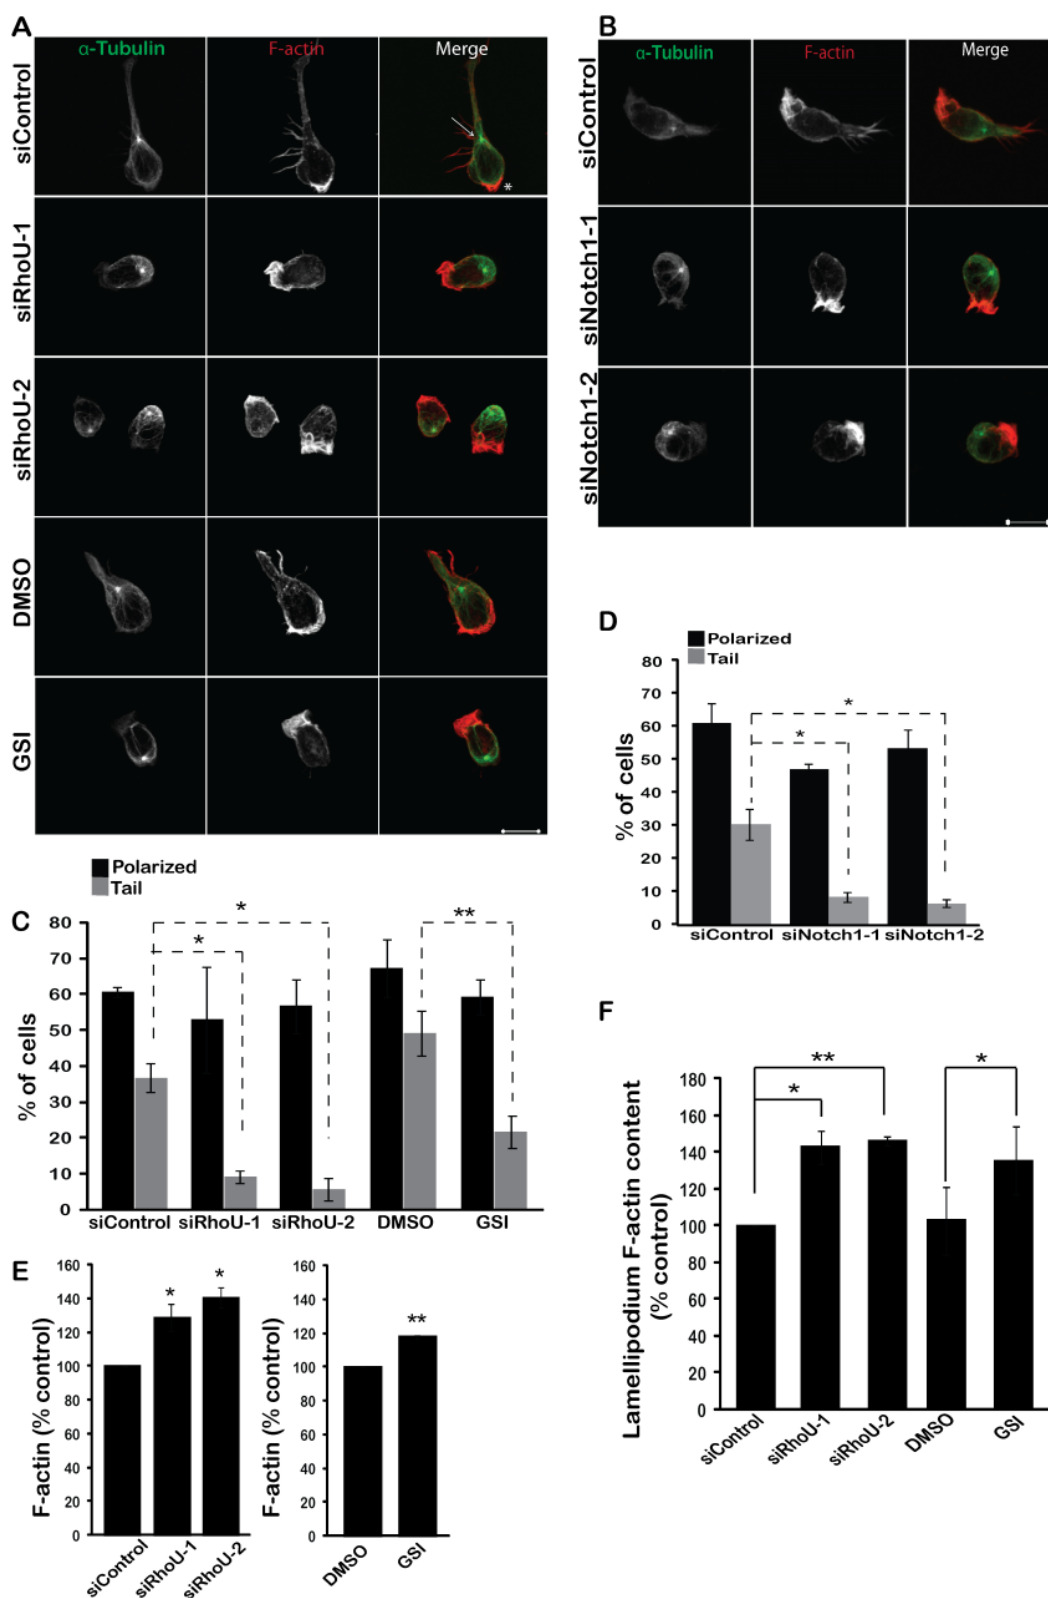 A
α-Tubulin
F-actin
Merge
siControl
*
siRhoU-1
siRhoU-2
DMSO
GSI
B
α-Tubulin
F-actin
Merge
siControl
siNotch1-1
siNotch1-2
C
Polarized
Tail
% of cells
80
70
60
50
40
30
20
10
0
*
*
**
siControl
siRhoU-1
siRhoU-2
DMSO
GSI
D
Polarized
Tail
% of cells
80
70
60
50
40
30
20
10
0
*
*
siControl
siNotch1-1
siNotch1-2
E
F-actin (% control)
160
140
120
100
80
60
40
20
0
*
*
siControl
siRhoU-1
siRhoU-2
F-actin (% control)
160
140
120
100
80
60
40
20
0
**
DMSO
GSI
F
Lamellipodium F-actin content
(% control)
180
160
140
120
100
80
60
40
20
0
**
*
*
siControl
siRhoU-1
siRhoU-2
DMSO
GSI